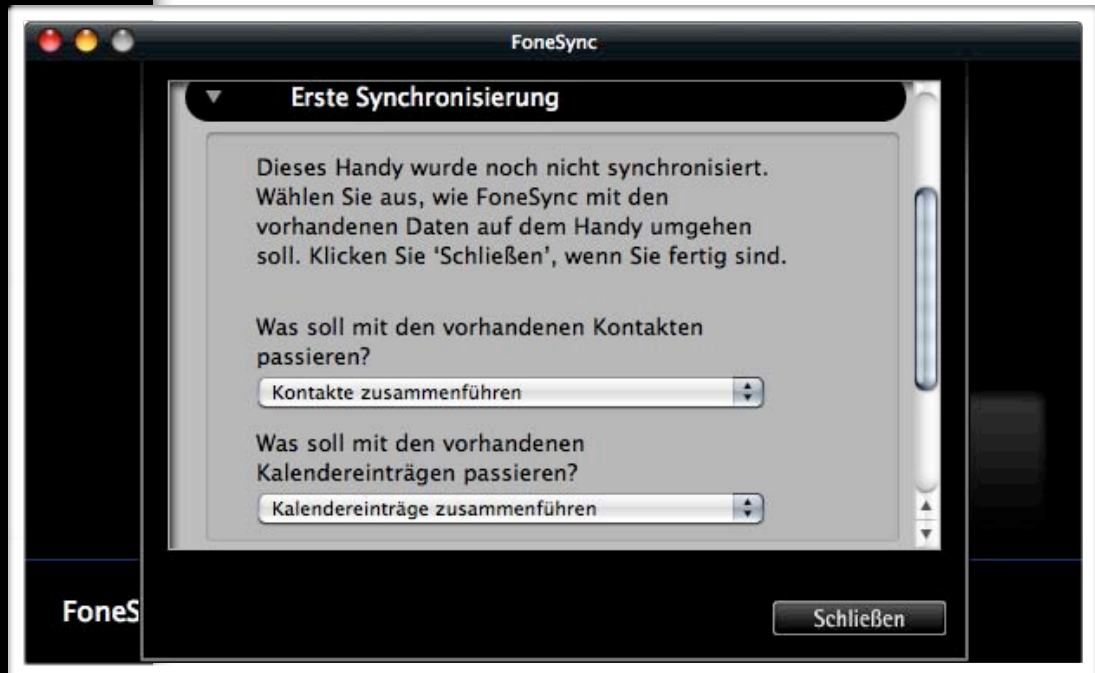 FoneSync
Erste Synchronisierung
Dieses Handy wurde noch nicht synchronisiert.
Wählen Sie aus, wie FoneSync mit den
vorhandenen Daten auf dem Handy umgehen
soll. Klicken Sie ‘Schließen’, wenn Sie fertig sind.
Was soll mit den vorhandenen Kontakten
passieren?
Kontakte zusammenführen
Was soll mit den vorhandenen
Kalendereinträgen passieren?
Kalendereinträge zusammenführen
FoneS
Schließen